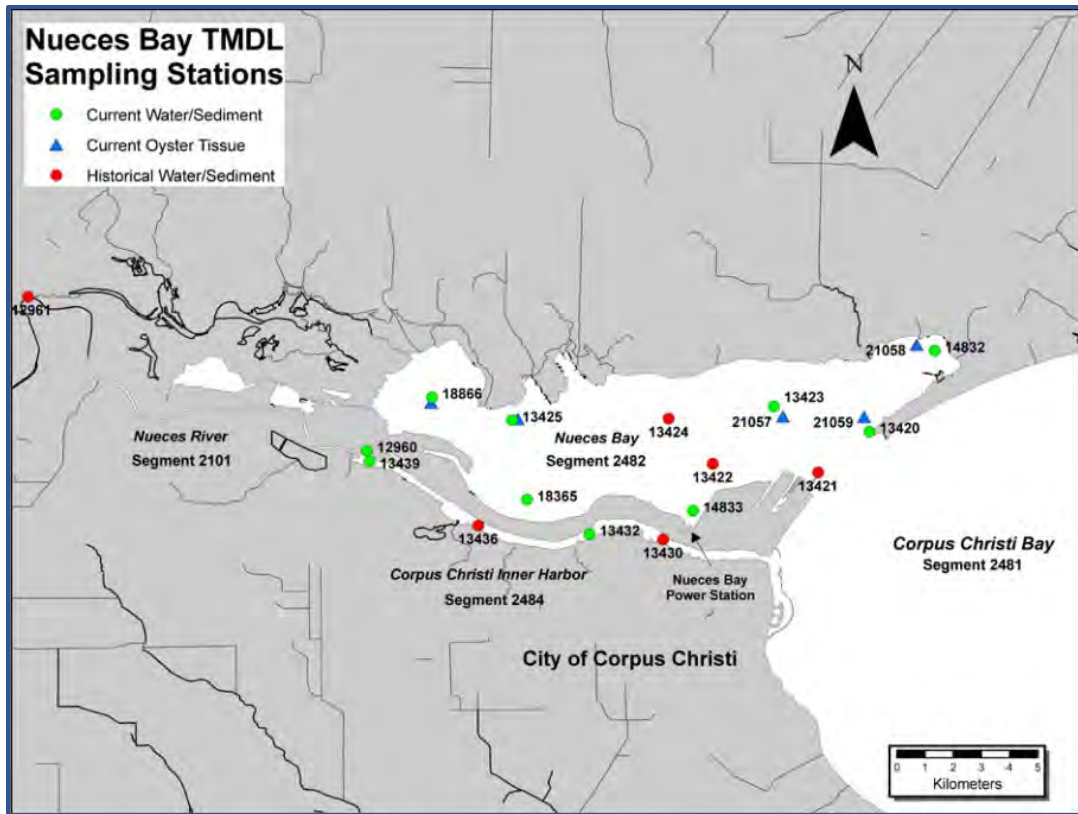 Nueces Bay TMDL
Sampling Stations
Current Water/Sediment
Current Oyster Tissue
Historical Water/Sediment
N
12961
21058
14832
18866
13425
13423
13424
21057
21059
13420
Nueces River
Segment 2101
Nueces Bay
Segment 2482
12960
13439
13422
13421
18365
14833
13436
13432
13430
Corpus Christi Bay
Segment 2481
Corpus Christi Inner Harbor
Segment 2484
Nueces Bay
Power Station
City of Corpus Christi
0 1 2 3 4 5
Kilometers